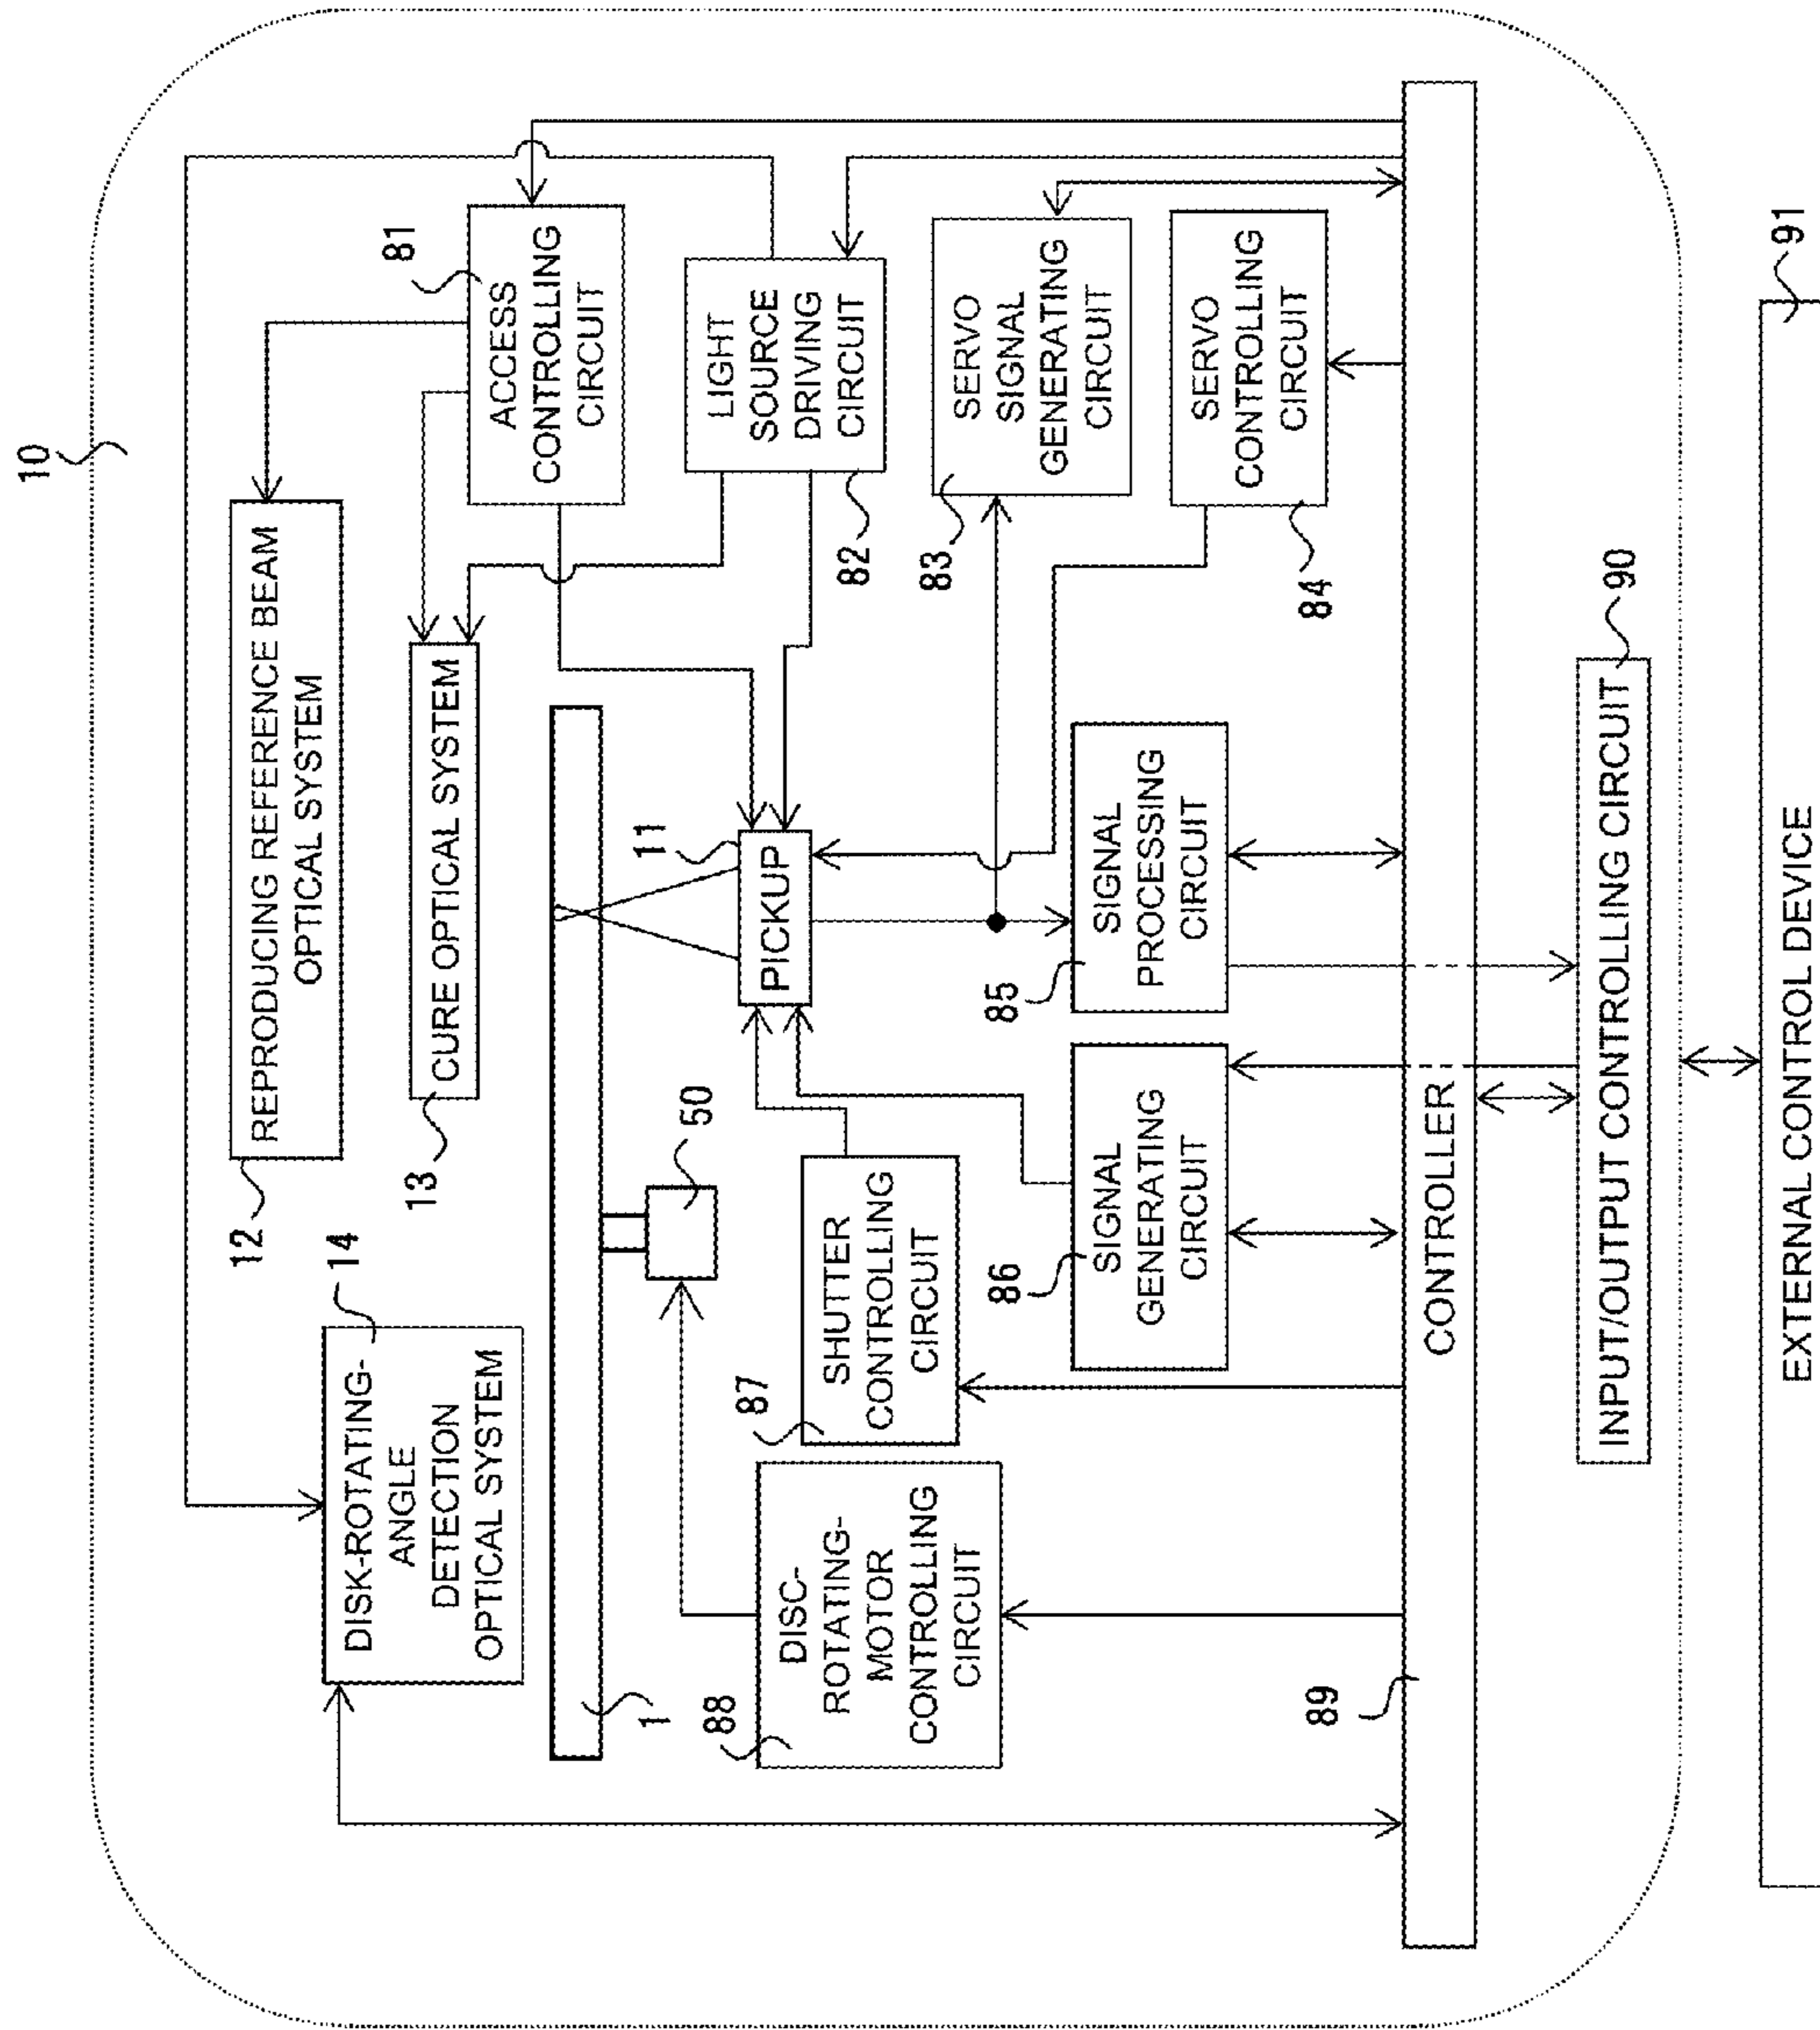 10
REPRODUCING REFERENCE BEAM
OPTICAL SYSTEM
12
DISK-ROTATING-
ANGLE
DETECTION
OPTICAL SYSTEM
14
CURE OPTICAL SYSTEM
13
ACCESS
CONTROLLING
CIRCUIT
81
1
50
PICKUP
11
LIGHT
SOURCE
DRIVING
CIRCUIT
82
DISC-
ROTATING-
MOTOR
CONTROLLING
CIRCUIT
88
SHUTTER
CONTROLLING
CIRCUIT
87
SERVO
SIGNAL
GENERATING
CIRCUIT
83
SIGNAL
GENERATING
CIRCUIT
86
SIGNAL
PROCESSING
CIRCUIT
85
SERVO
CONTROLLING
CIRCUIT
84
89
CONTROLLER
INPUT/OUTPUT CONTROLLING CIRCUIT
90
EXTERNAL CONTROL DEVICE
91